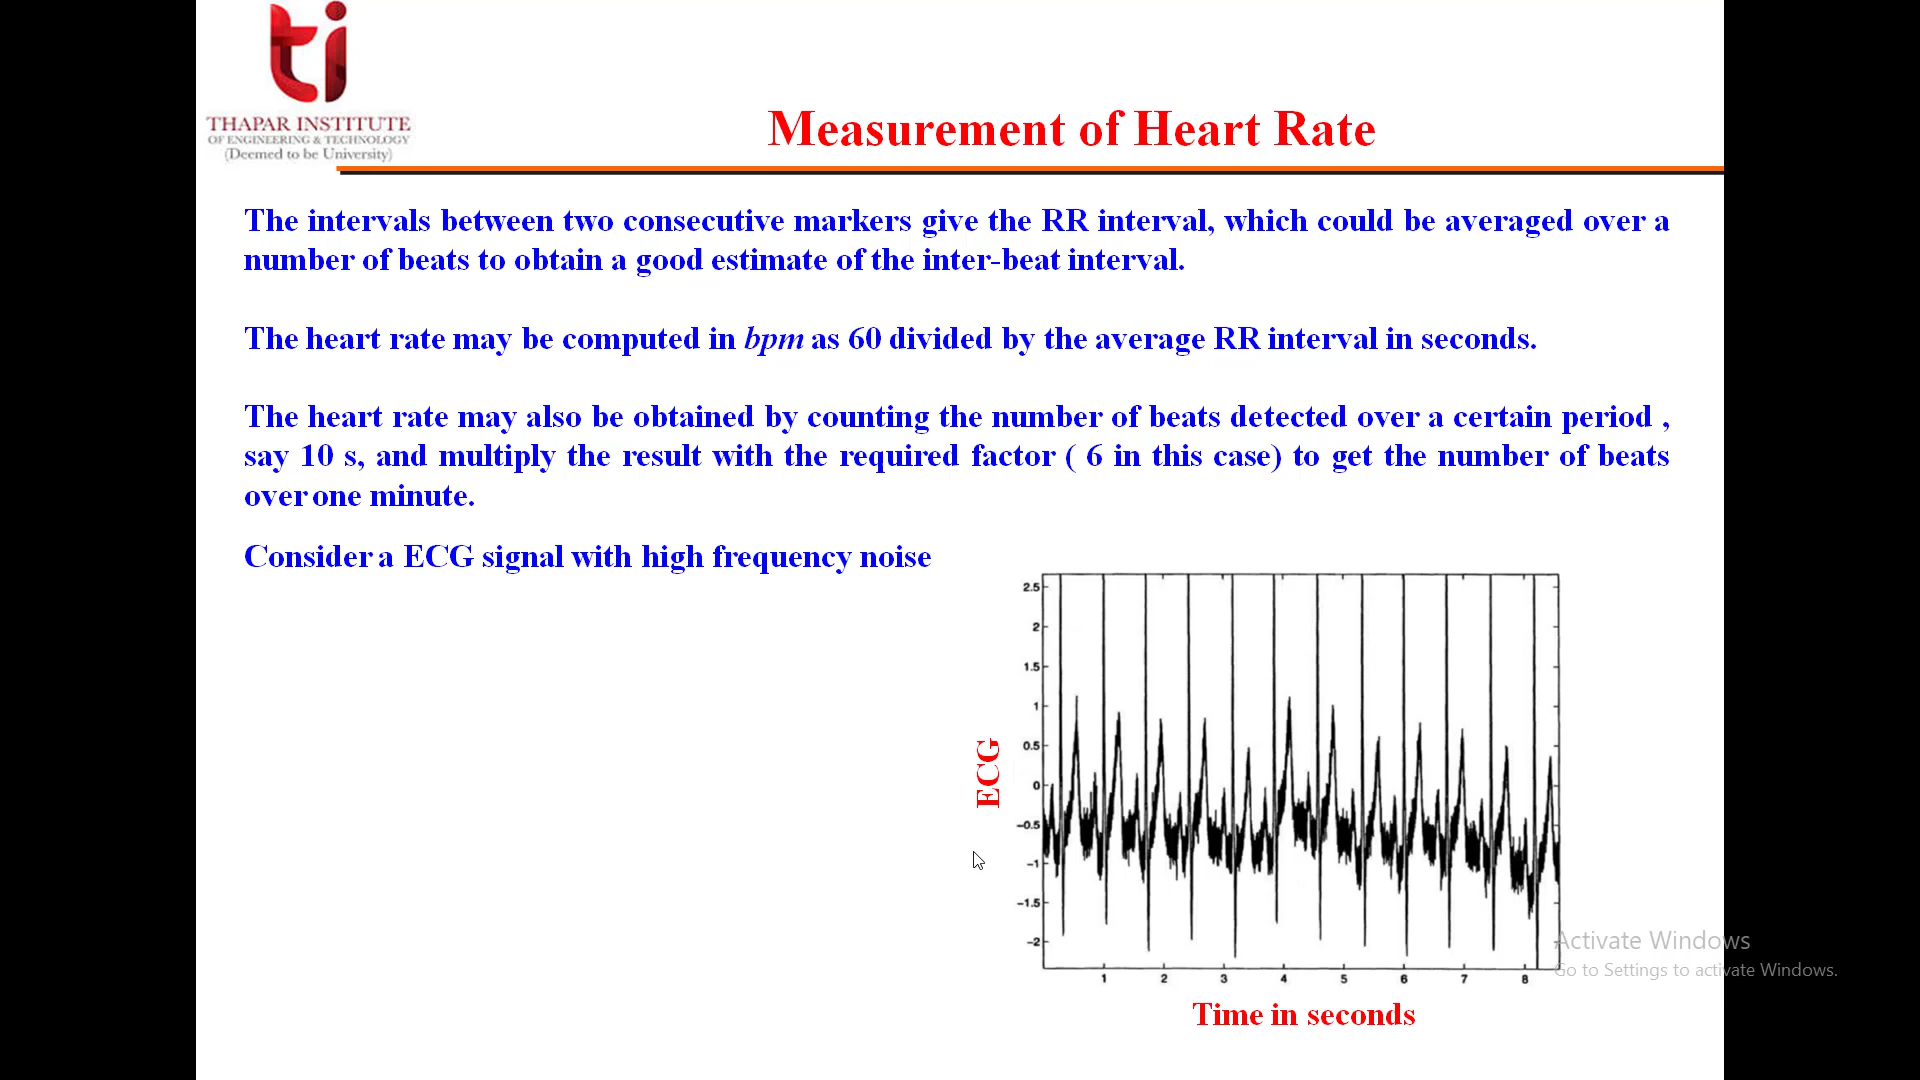 ti
THAPAR INSTITUTE
OF ENGINEERING & TECHNOLOGY
(Deemed to be University)
Measurement of Heart Rate
The intervals between two consecutive markers give the RR interval, which could be averaged over a
number of beats to obtain a good estimate of the inter-beat interval.
The heart rate may be computed in bpm as 60 divided by the average RR interval in seconds.
The heart rate may also be obtained by counting the number of beats detected over a certain period ,
say 10 s, and multiply the result with the required factor ( 6 in this case) to get the number of beats
over one minute.
Consider a ECG signal with high frequency noise
2.5
2
1.5
1
0.5
0
-0.5
-1
-1.5
-2
ECG
1 2 3 4 5 6 7 8
Time in seconds
Activate Windows
Go to Settings to activate Windows.